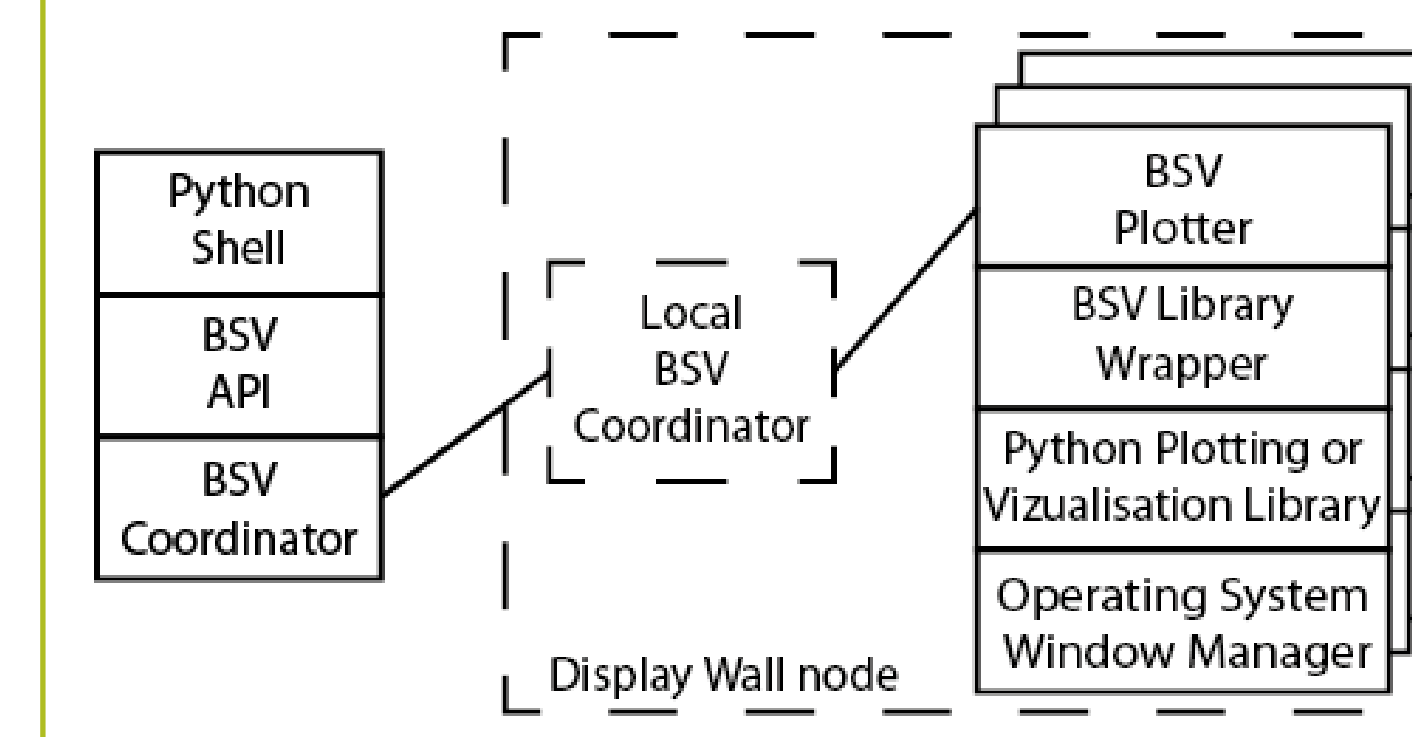 Python
Shell
BSV
API
BSV
Coordinator
Local
BSV
Coordinator
Display Wall node
BSV
Plotter
BSV Library
Wrapper
Python Plotting or
Vizualisation Library
Operating System
Window Manager